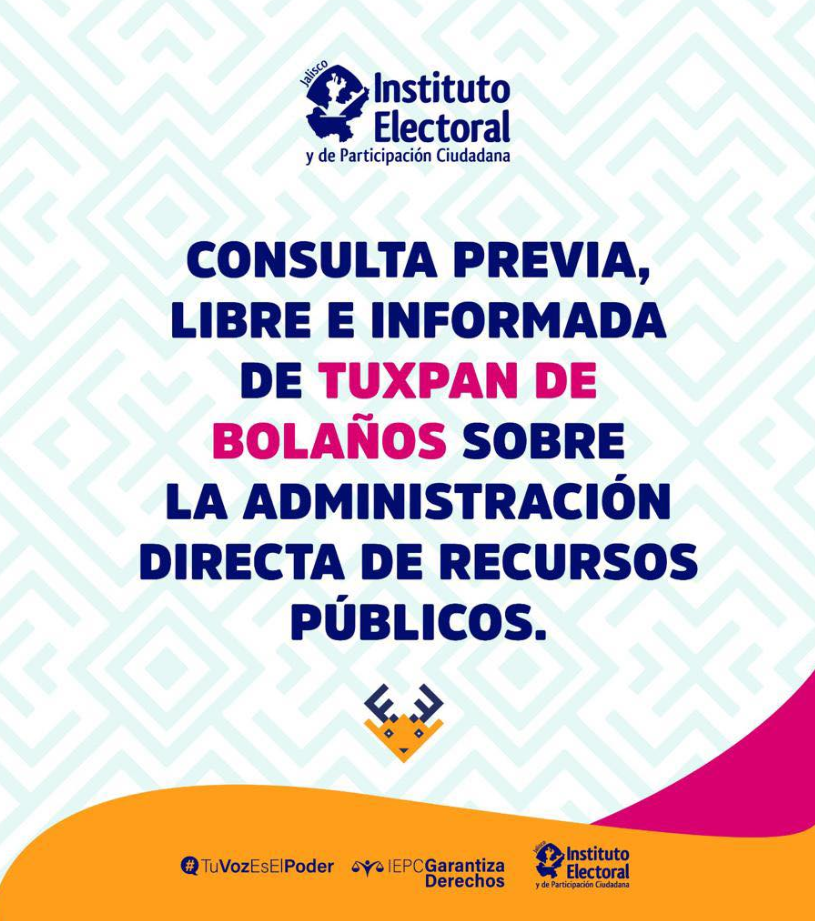 Jalisco
Instituto
Electoral
y de Participación Ciudadana
CONSULTA PREVIA,
LIBRE E INFORMADA
DE TUXPAN DE
BOLAÑOS SOBRE
LA ADMINISTRACIÓN
DIRECTA DE RECURSOS
PÚBLICOS.
#TuVozEsElPoder
IEPCGarantiza
Derechos
Jalisco
Instituto
Electoral
y de Participación Ciudadana